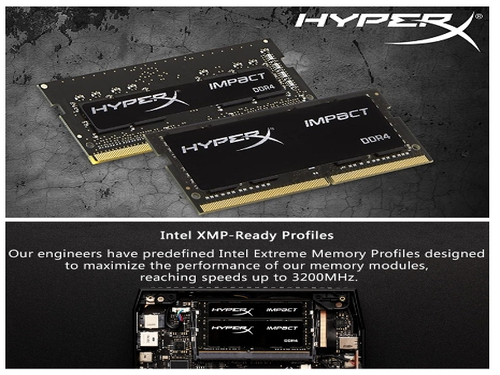 HYPERX®
HYPERX IMPACT
DDR4
HYPERX IMPACT
DDR4
Intel XMP-Ready Profiles
Our engineers have predefined Intel Extreme Memory Profiles designed
to maximize the performance of our memory modules,
reaching speeds up to 3200MHz.
HYPERX IMPACT
HYPERX IMPACT
DDR4